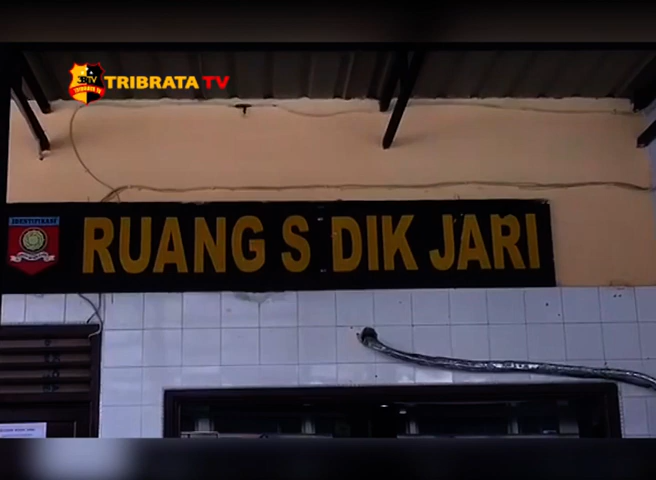 TRIBRATA TV
IDENTIFIKASI
RUANG S DIK JARI